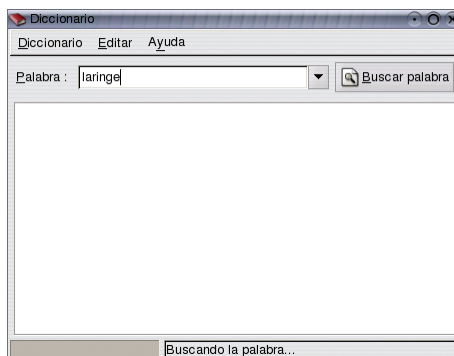 Diccionario
Diccionario Editar Ayuda
Palabra : laringe Buscar palabra
Buscando la palabra...